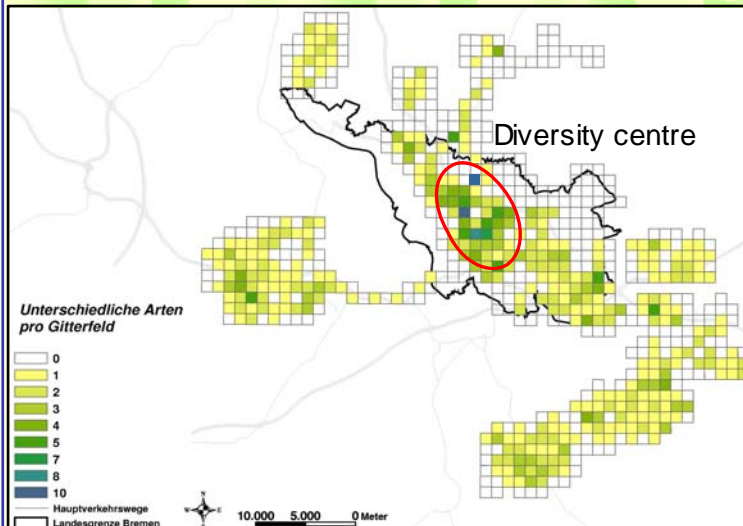 Diversity centre
Unterschiedliche Arten
pro Gitterfeld
0
1
2
3
4
5
7
8
10
Hauptverkehrswege
Landesgrenze Bremen
N
W E
S
10.000 5.000 0 Meter